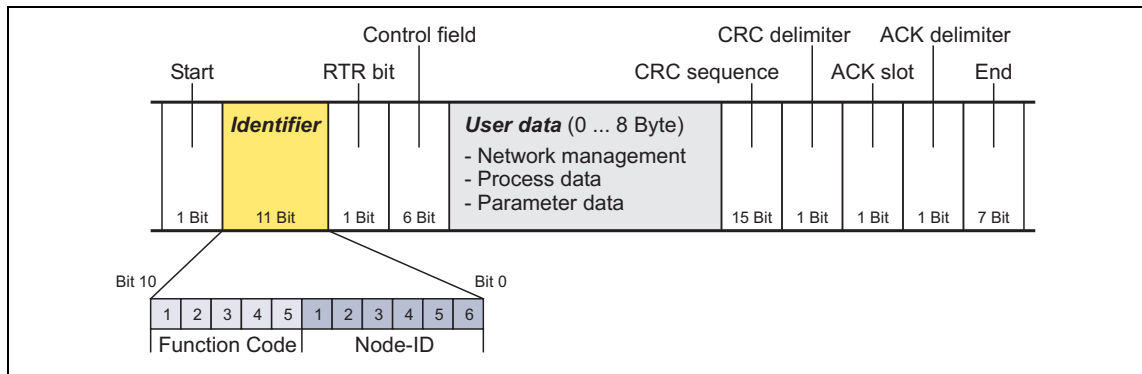 Control field
CRC delimiter
ACK delimiter
Start
RTR bit
CRC sequence
ACK slot
End
Identifier
User data (0 ... 8 Byte)
- Network management
- Process data
- Parameter data
1 Bit
11 Bit
1 Bit
6 Bit
15 Bit
1 Bit
1 Bit
1 Bit
7 Bit
Bit 10
Bit 0
1 2 3 4 5 1 2 3 4 5 6
Function Code
Node-ID